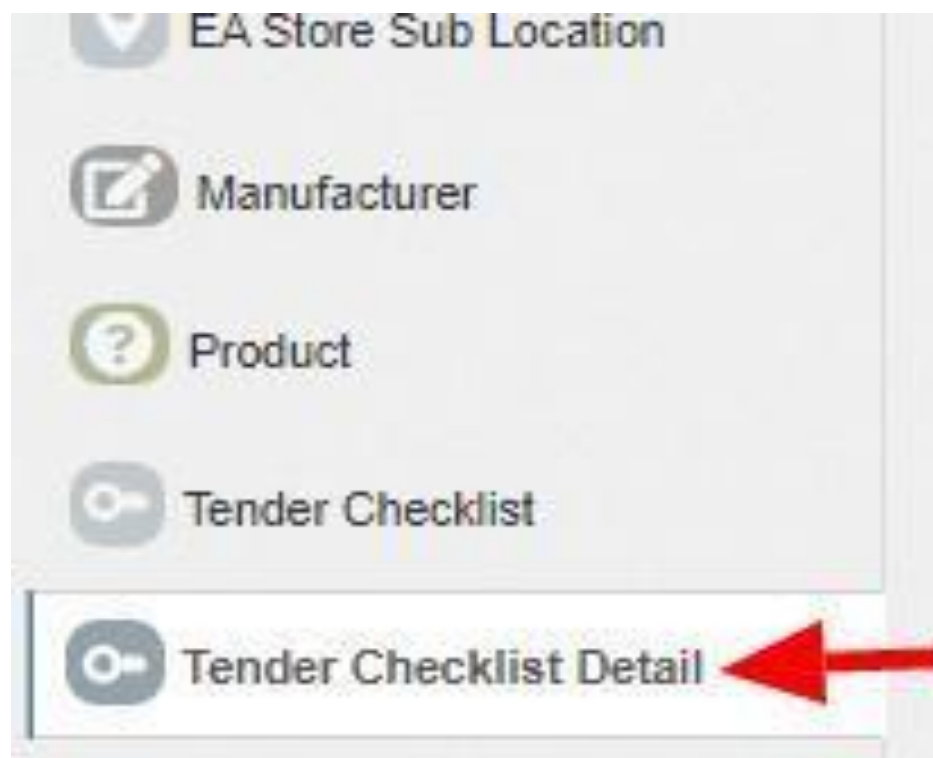 EA Store Sub Location
Manufacturer
Product
Tender Checklist
Tender Checklist Detail